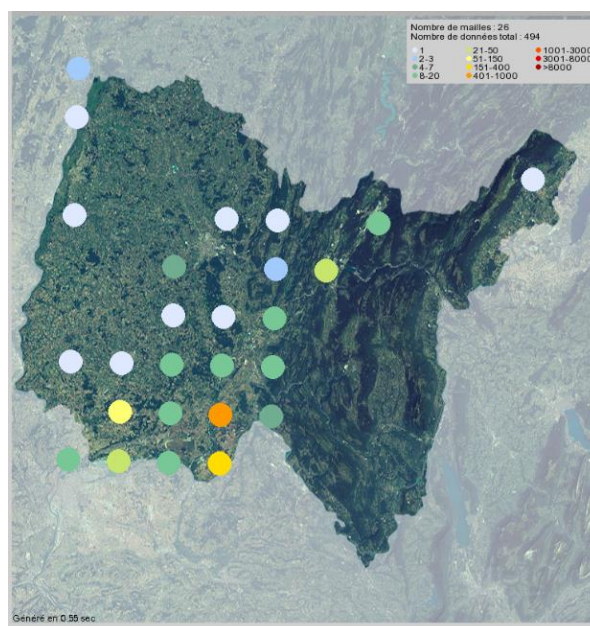 Nombre de mailles : 26
Nombre de données total : 494
1 21-50 1001-3000
2-3 51-150 3001-8000
4-7 151-400 >8000
8-20 401-1000
Généré en 0.55 sec